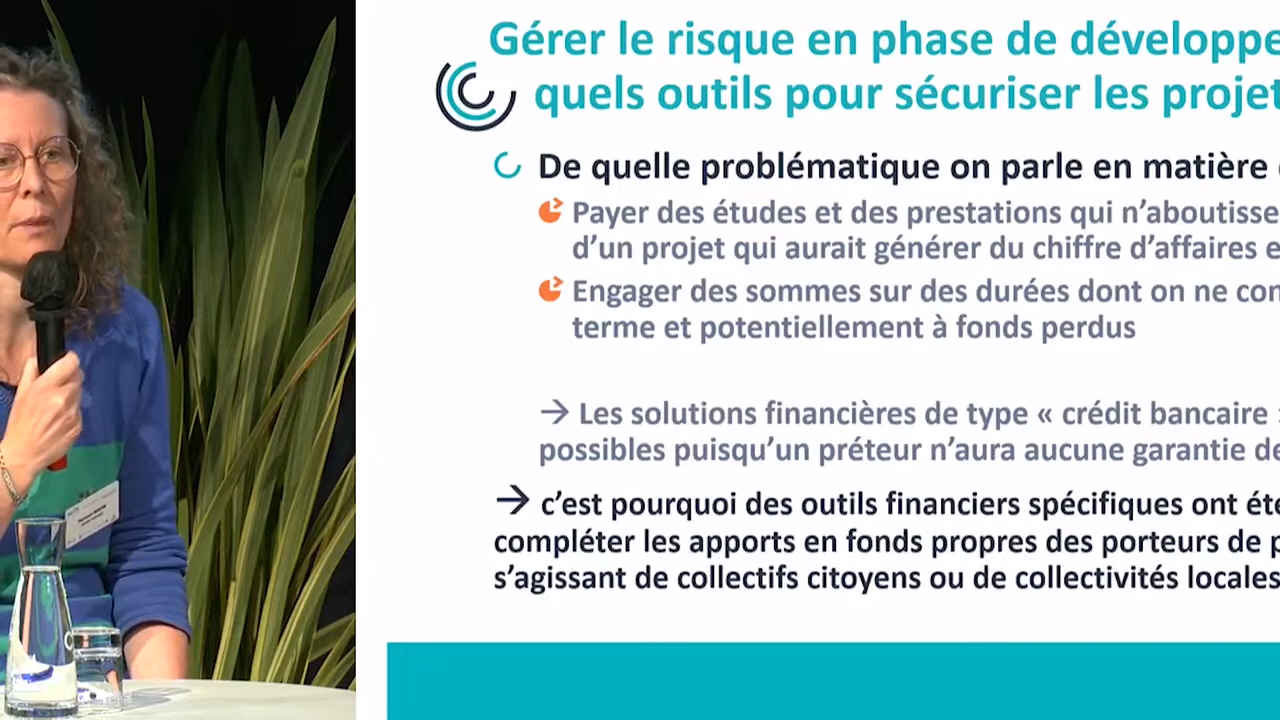 Gérer le risque en phase de développe
quels outils pour sécuriser les projet
De quelle problématique on parle en matière
Payer des études et des prestations qui n’aboutisse
d’un projet qui aurait générer du chiffre d’affaires e
Engager des sommes sur des durées dont on ne con
terme et potentiellement à fonds perdus
→ Les solutions financières de type « crédit bancaire
possibles puisqu’un préteur n’aura aucune garantie de
→ c’est pourquoi des outils financiers spécifiques ont éte
compléter les apports en fonds propres des porteurs de p
s’agissant de collectifs citoyens ou de collectivités locales